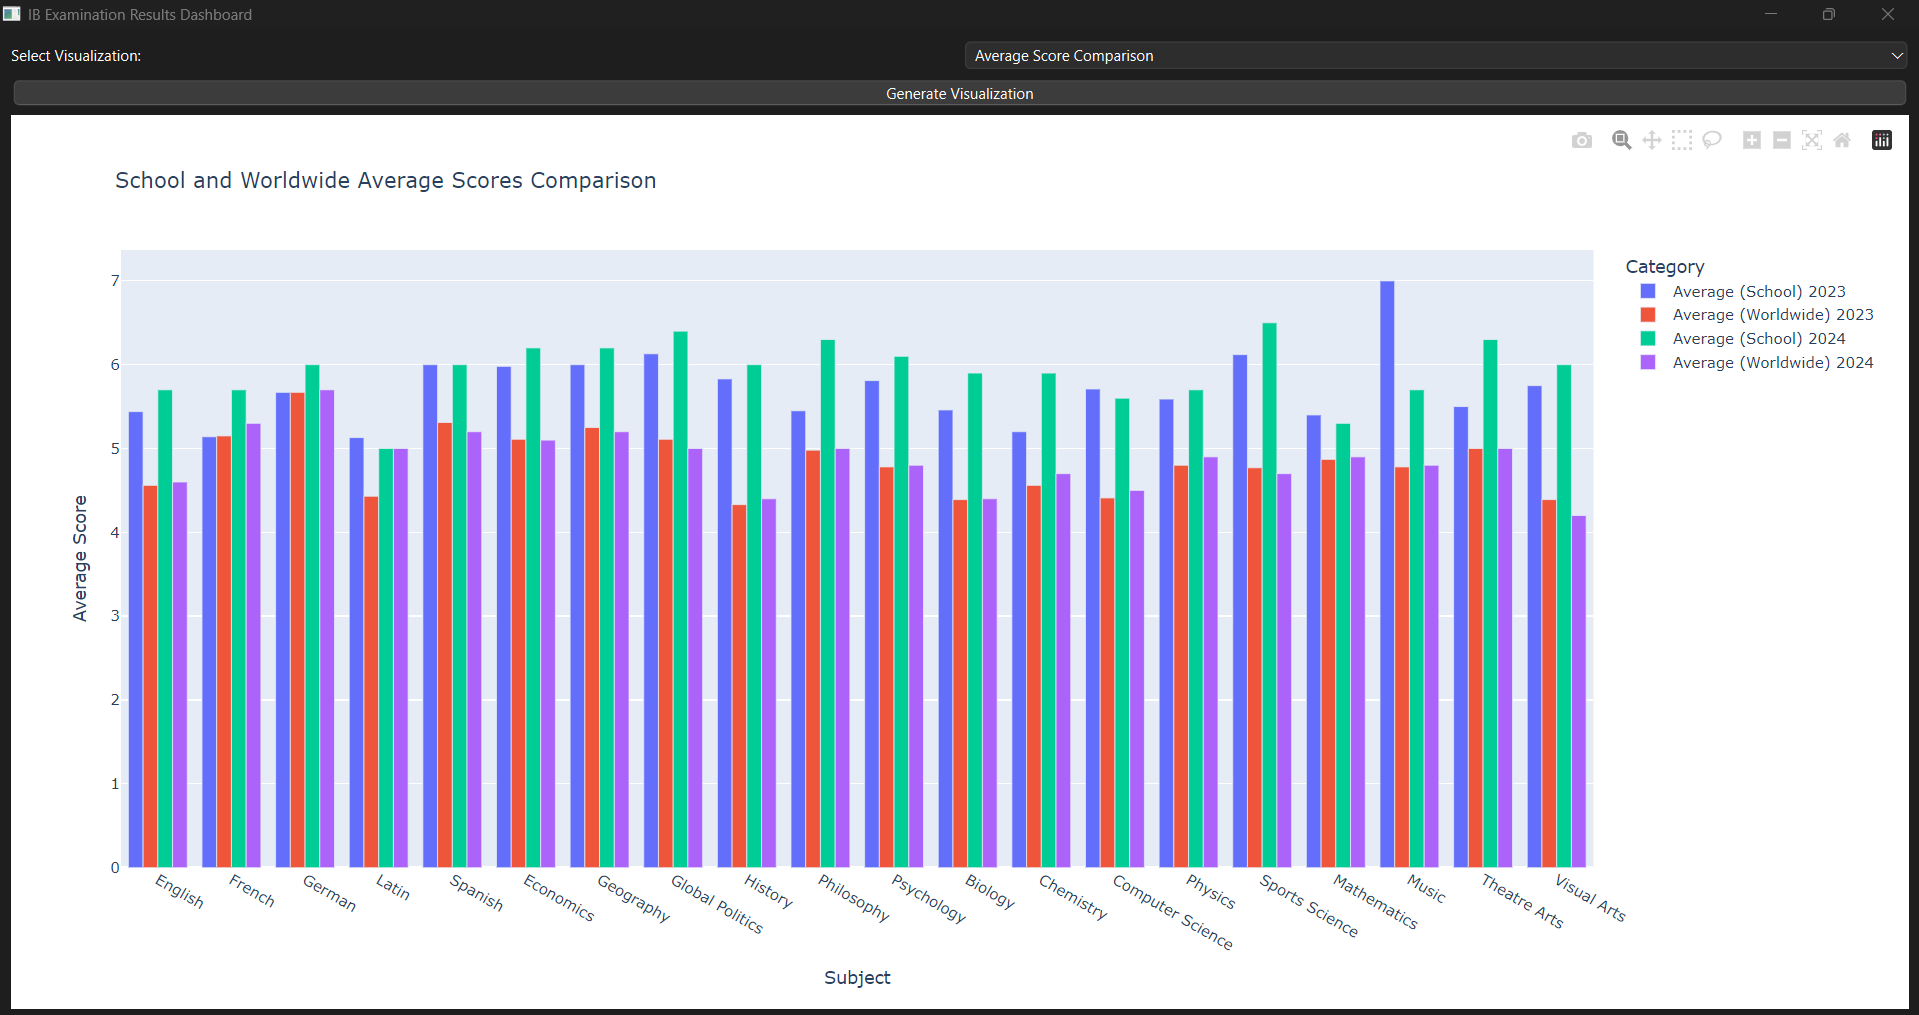 IB Examination Results Dashboard
Select Visualization:
Average Score Comparison
Generate Visualization
School and Worldwide Average Scores Comparison
Category
Average (School) 2023
Average (Worldwide) 2023
Average (School) 2024
Average (Worldwide) 2024
7
6
5
4
3
2
1
0
Average Score
English
French
German
Latin
Spanish
Economics
Geography
Global Politics
History
Philosophy
Psychology
Biology
Chemistry
Computer Science
Physics
Sports Science
Mathematics
Music
Theatre Arts
Visual Arts
Subject